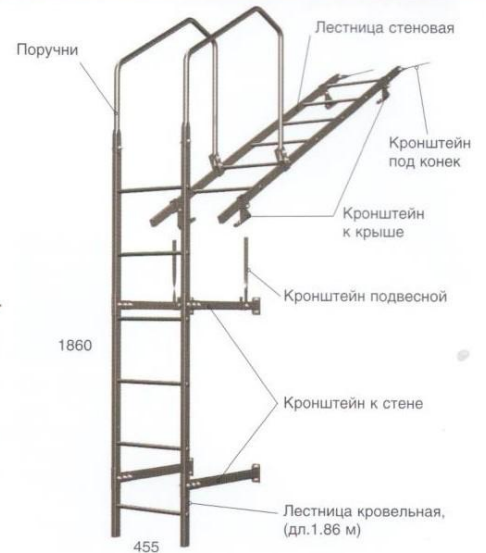 Лестница стеновая
Поручни
Кронштейн
под конек
Кронштейн
к крыше
Кронштейн подвесной
1860
Кронштейн к стене
Лестница кровельная,
(дл.1.86 м)
455